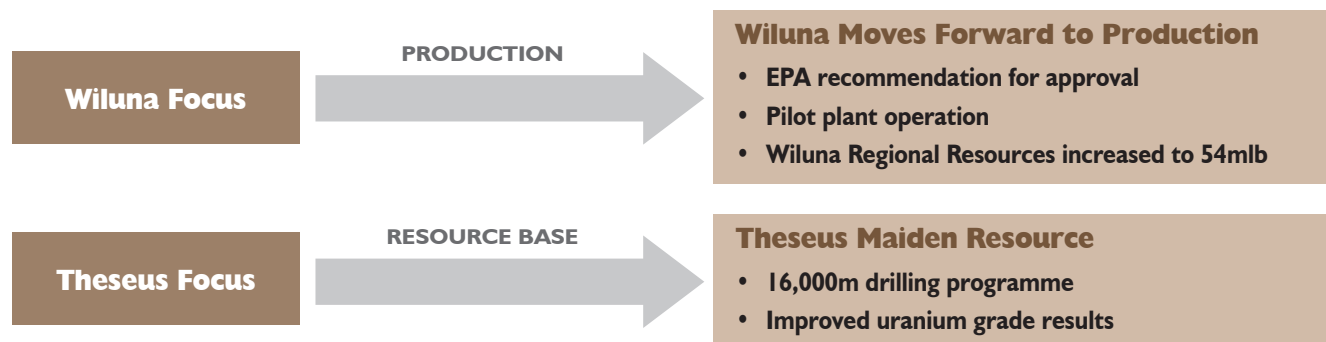 Wiluna Focus
PRODUCTION
Wiluna Moves Forward to Production
• EPA recommendation for approval
• Pilot plant operation
• Wiluna Regional Resources increased to 54mlb
Theseus Focus
RESOURCE BASE
Theseus Maiden Resource
• 16,000m drilling programme
• Improved uranium grade results